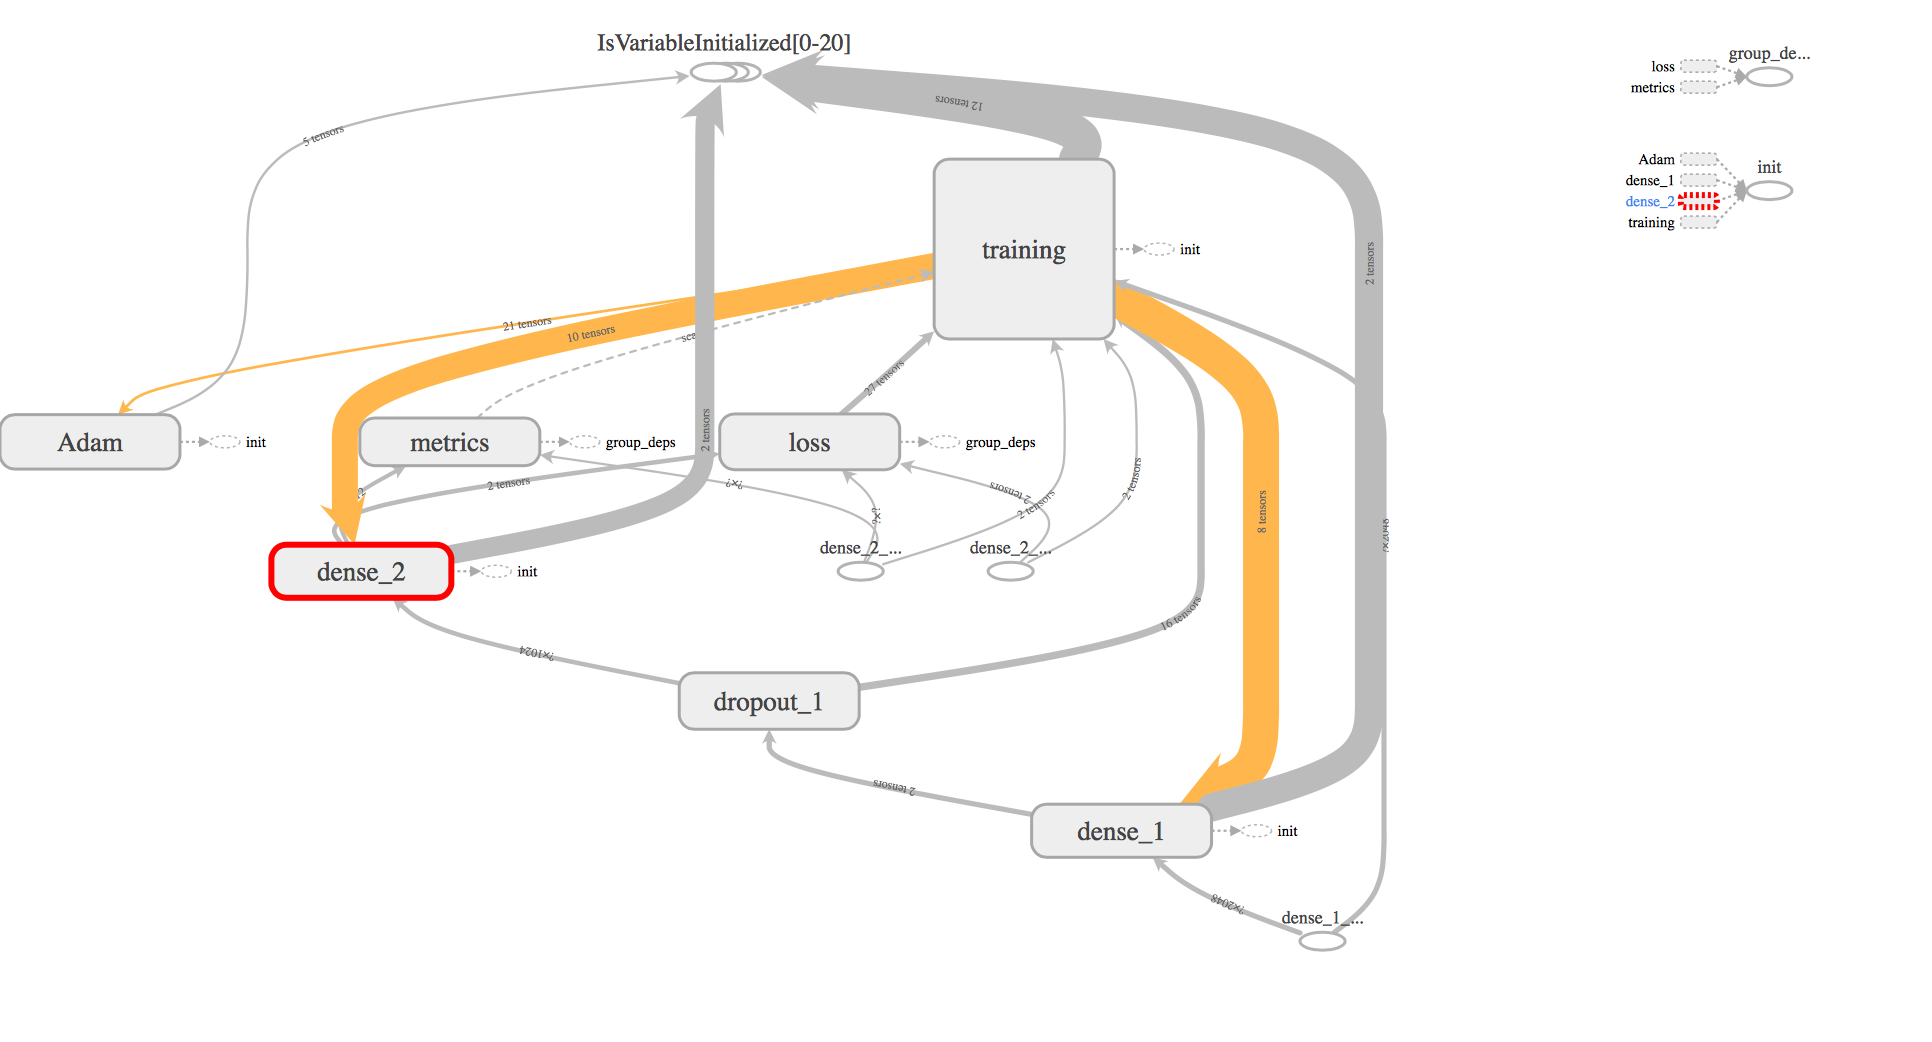 IsVariableInitialized[0-20]
group_de...
loss
metrics
12 tensors
5 tensors
Adam
init
dense_1
dense_2
training
training
init
2 tensors
21 tensors
10 tensors
27 tensors
Adam
init
metrics
group_deps
loss
group_deps
2 tensors
2 tensors
?×?
2 tensors
2 tensors
2 tensors
?×?
8 tensors
?×2048
dense_2_...
dense_2_...
dense_2
init
16 tensors
?×1024
dropout_1
2 tensors
dense_1
init
?×2048
dense_1_...